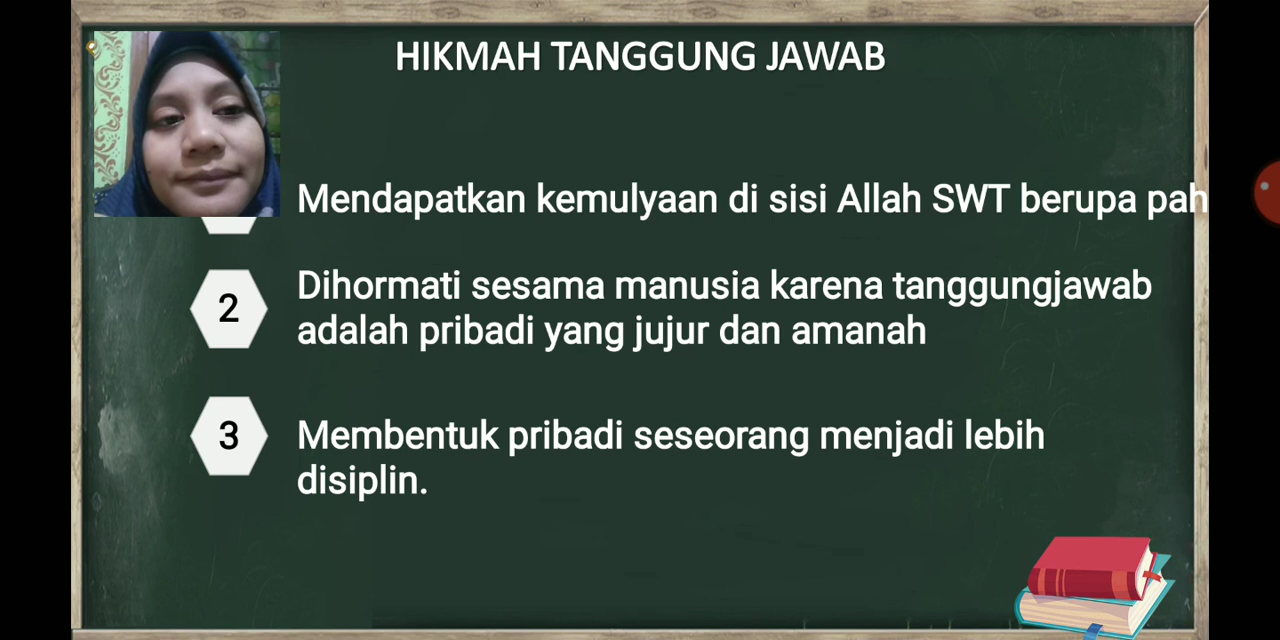 HIKMAH TANGGUNG JAWAB
Mendapatkan kemulyaan di sisi Allah SWT berupa pah
2
Dihormati sesama manusia karena tanggungjawab
adalah pribadi yang jujur dan amanah
3
Membentuk pribadi seseorang menjadi lebih
disiplin.